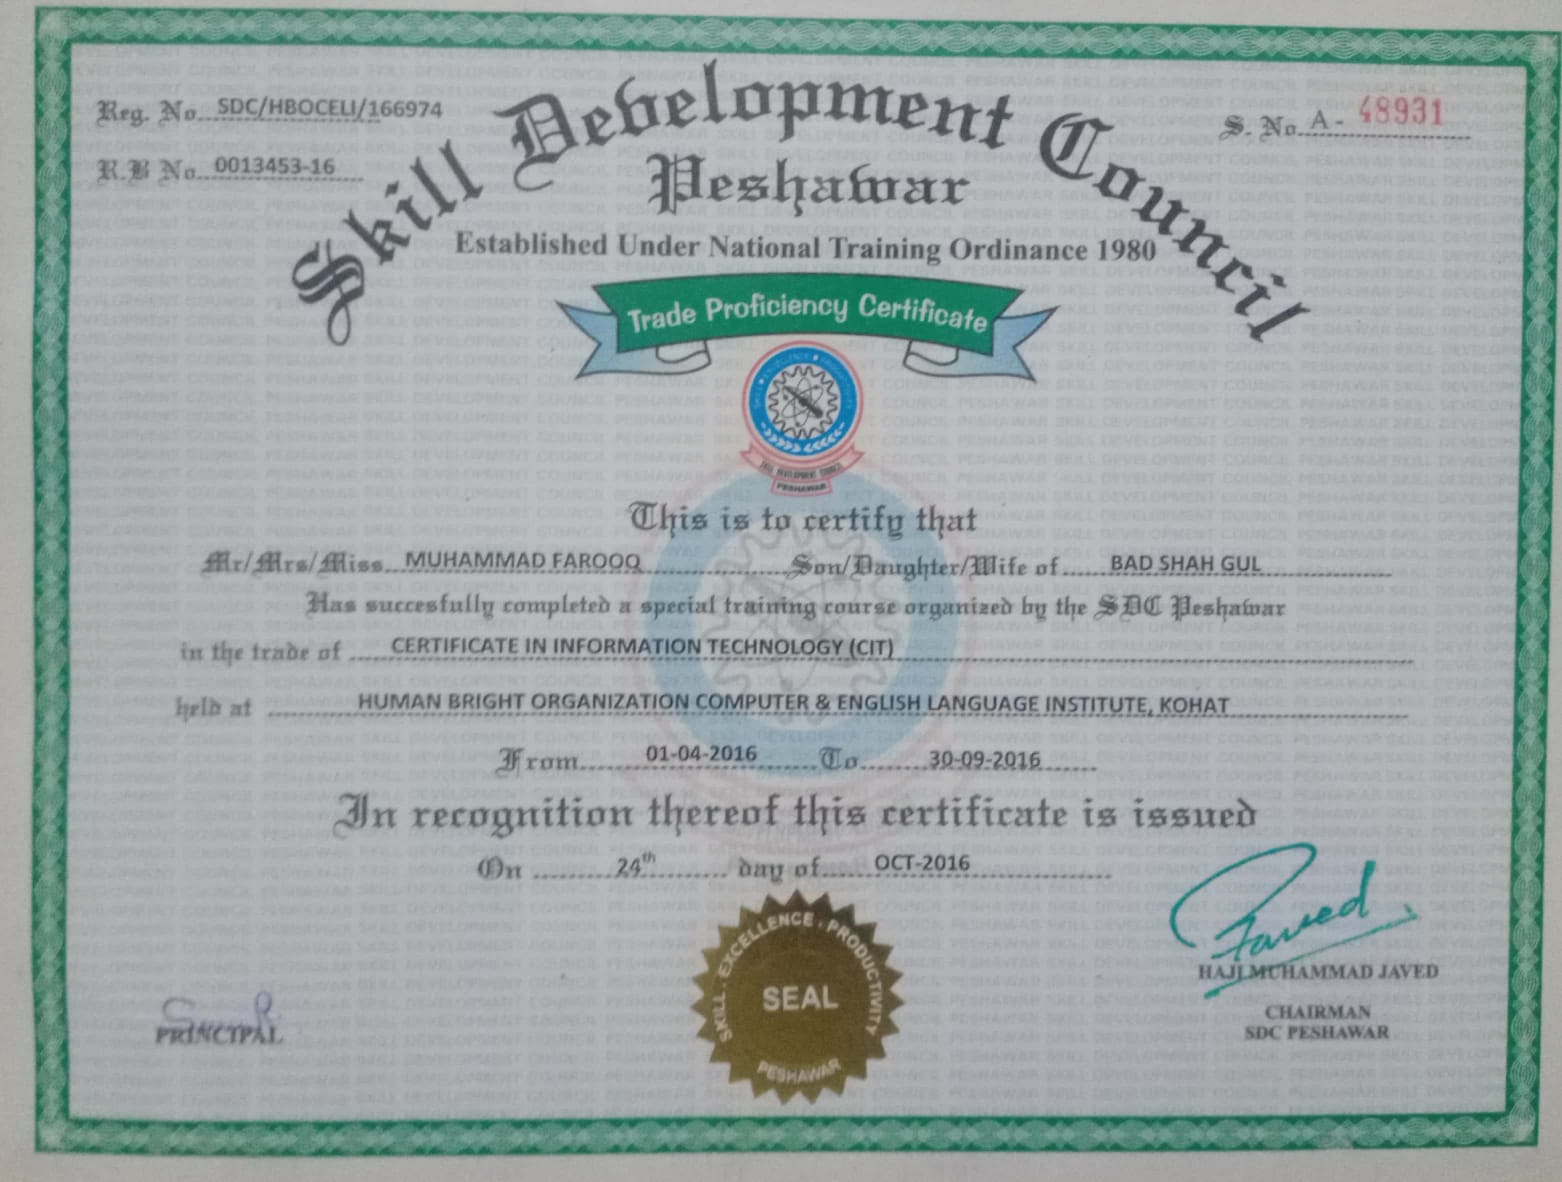 Reg. No. SDC/HBOCELI/166974
S. No. A - 48931
R.B No. 0013453-16
Skill Development Council
Peshawar
Established Under National Training Ordinance 1980
Trade Proficiency Certificate
SKILL DEVELOPMENT COUNCIL
PESHAWAR
This is to certify that
Mr/Mrs/Miss MUHAMMAD FAROOQ Son/Daughter/Wife of BAD SHAH GUL
Has succesfully completed a special training course organized by the SDC Peshawar
in the trade of CERTIFICATE IN INFORMATION TECHNOLOGY (CIT)
held at HUMAN BRIGHT ORGANIZATION COMPUTER & ENGLISH LANGUAGE INSTITUTE, KOHAT
From 01-04-2016 To 30-09-2016
In recognition thereof this certificate is issued
On 24th day of OCT-2016
SKILL . EXCELLENCE . PRODUCTIVITY
SEAL
PESHAWAR
Javed
HAJI MUHAMMAD JAVED
CHAIRMAN
SDC PESHAWAR
PRINCIPAL